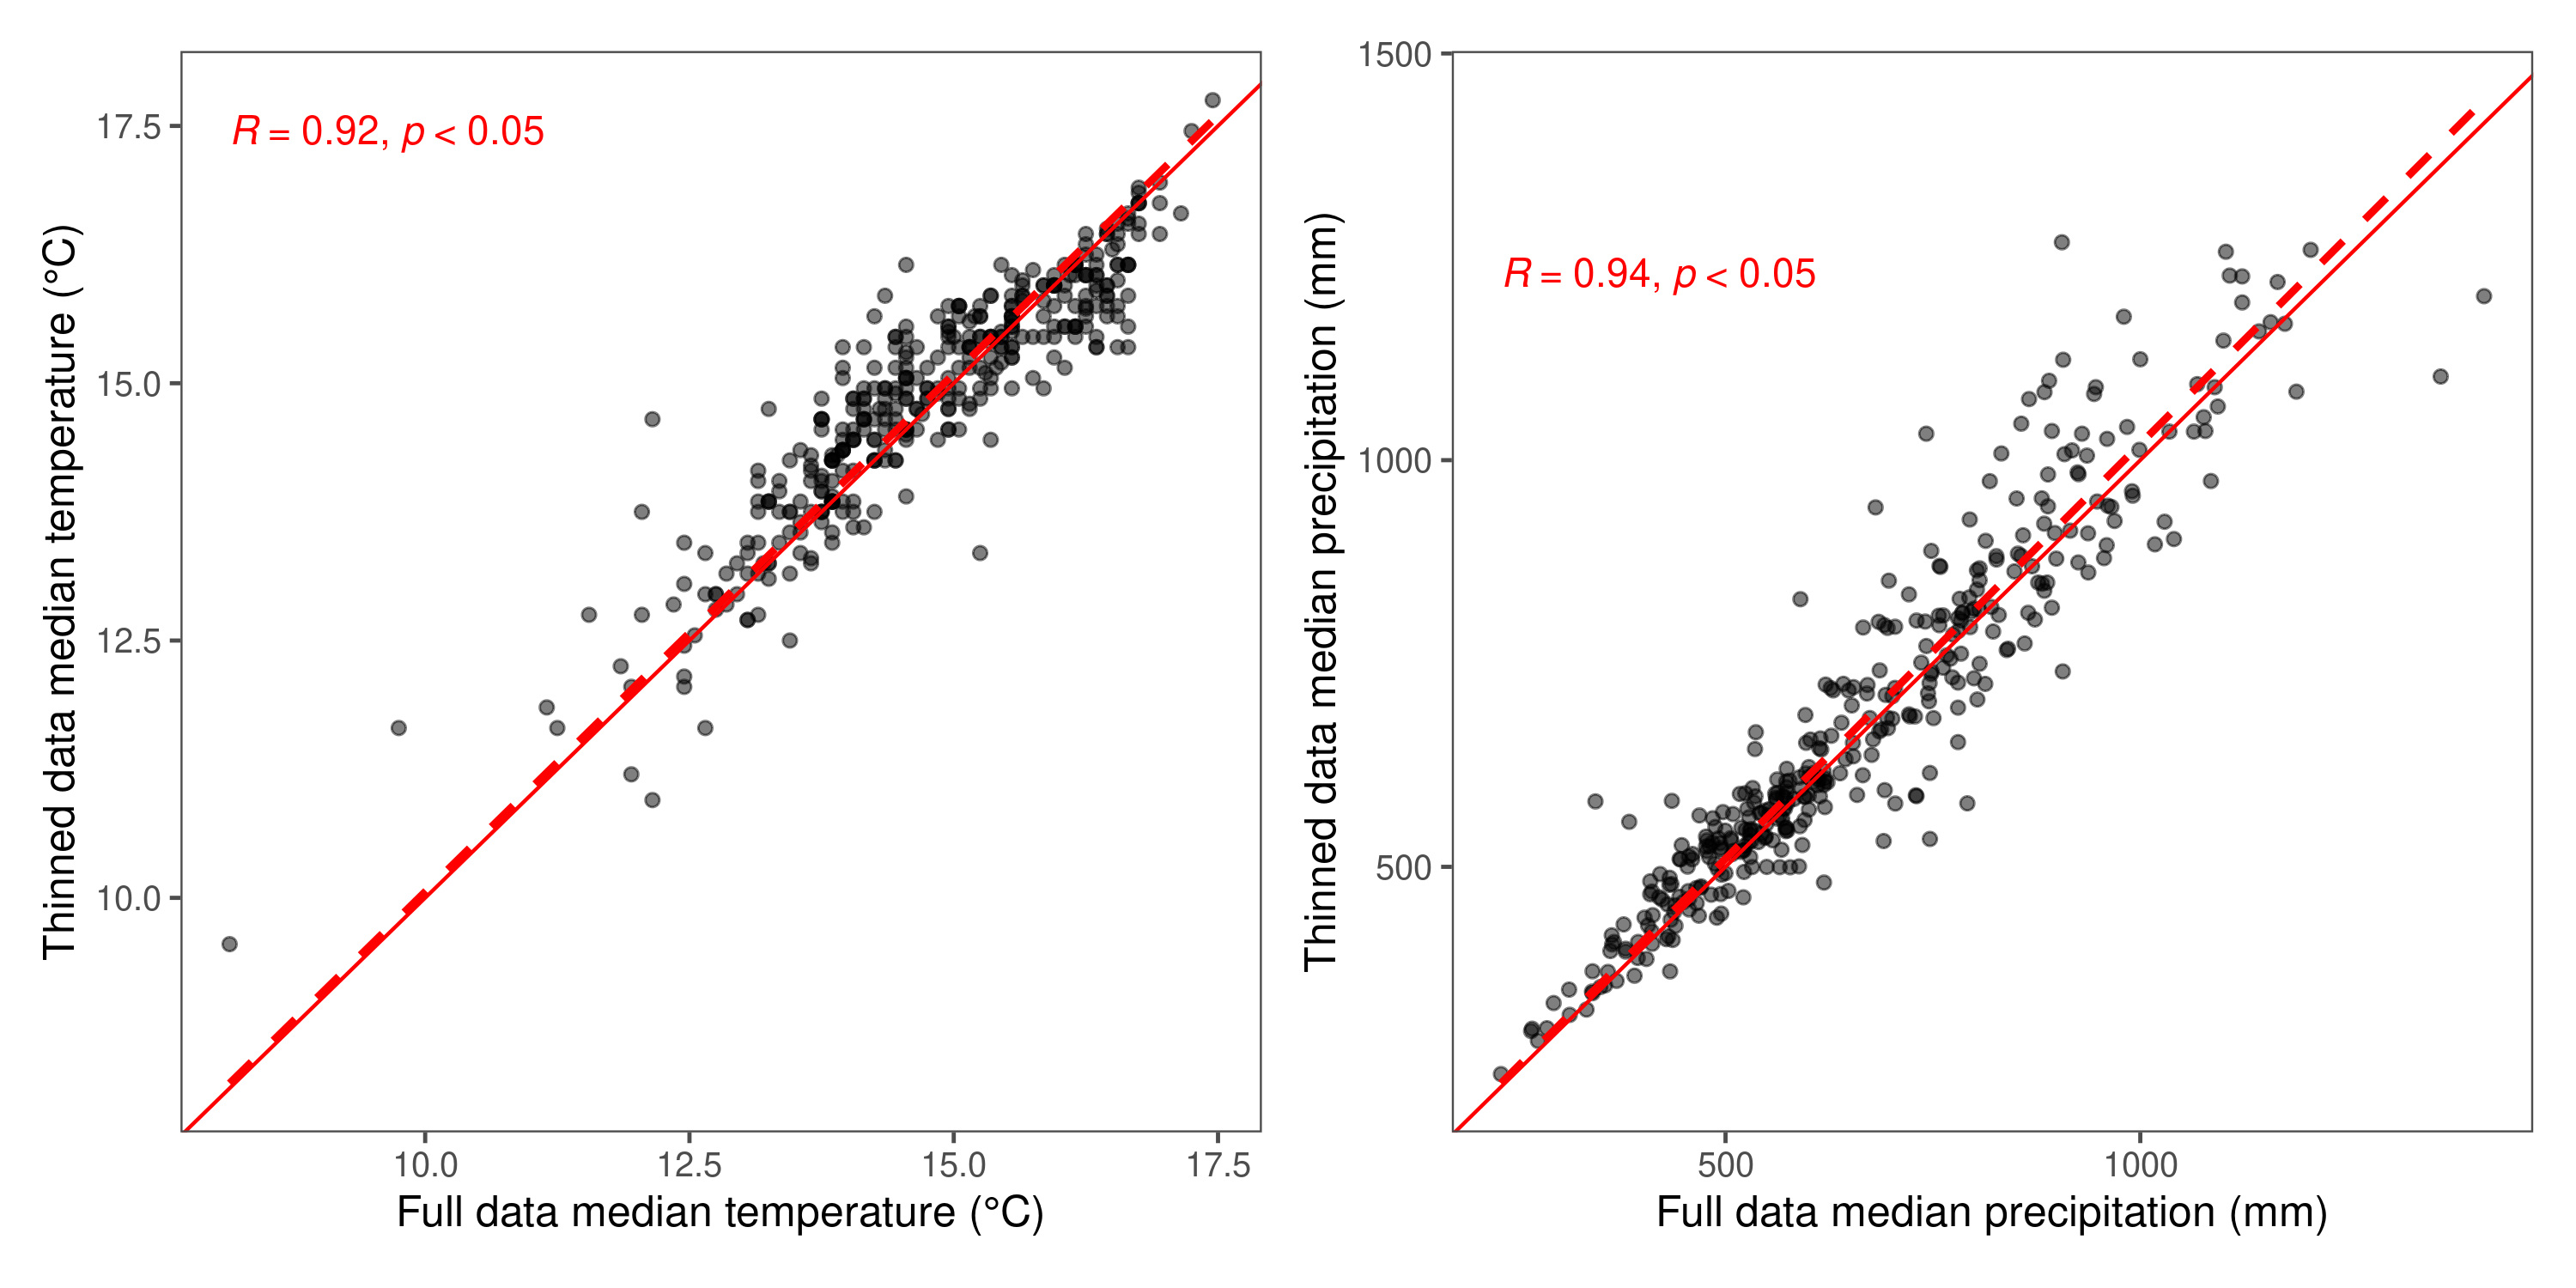 R = 0.92, p < 0.05
17.5
15.0
12.5
10.0
Thinned data median temperature (°C)
10.0
12.5
15.0
17.5
Full data median temperature (°C)
R = 0.94, p < 0.05
1500
1000
500
Thinned data median precipitation (mm)
500
1000
Full data median precipitation (mm)